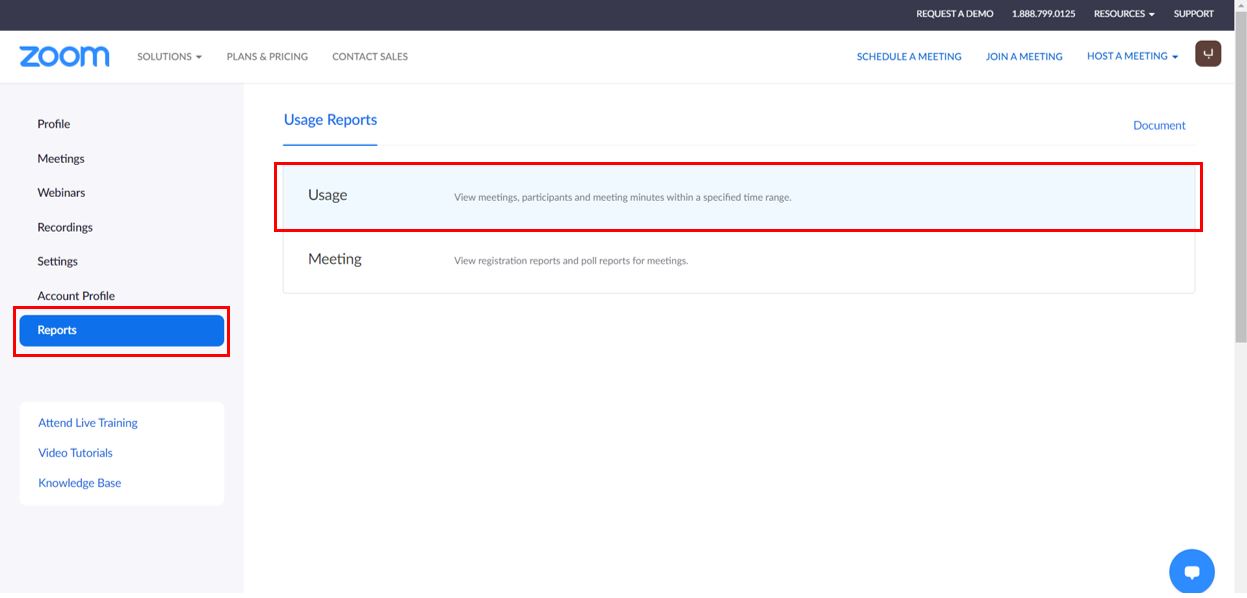 REQUEST A DEMO 1.888.799.0125 RESOURCES SUPPORT
zoom SOLUTIONS PLANS & PRICING CONTACT SALES SCHEDULE A MEETING JOIN A MEETING HOST A MEETING
Profile
Meetings
Webinars
Recordings
Settings
Account Profile
Reports
Attend Live Training
Video Tutorials
Knowledge Base
Usage Reports
Document
Usage View meetings, participants and meeting minutes within a specified time range.
Meeting View registration reports and poll reports for meetings.